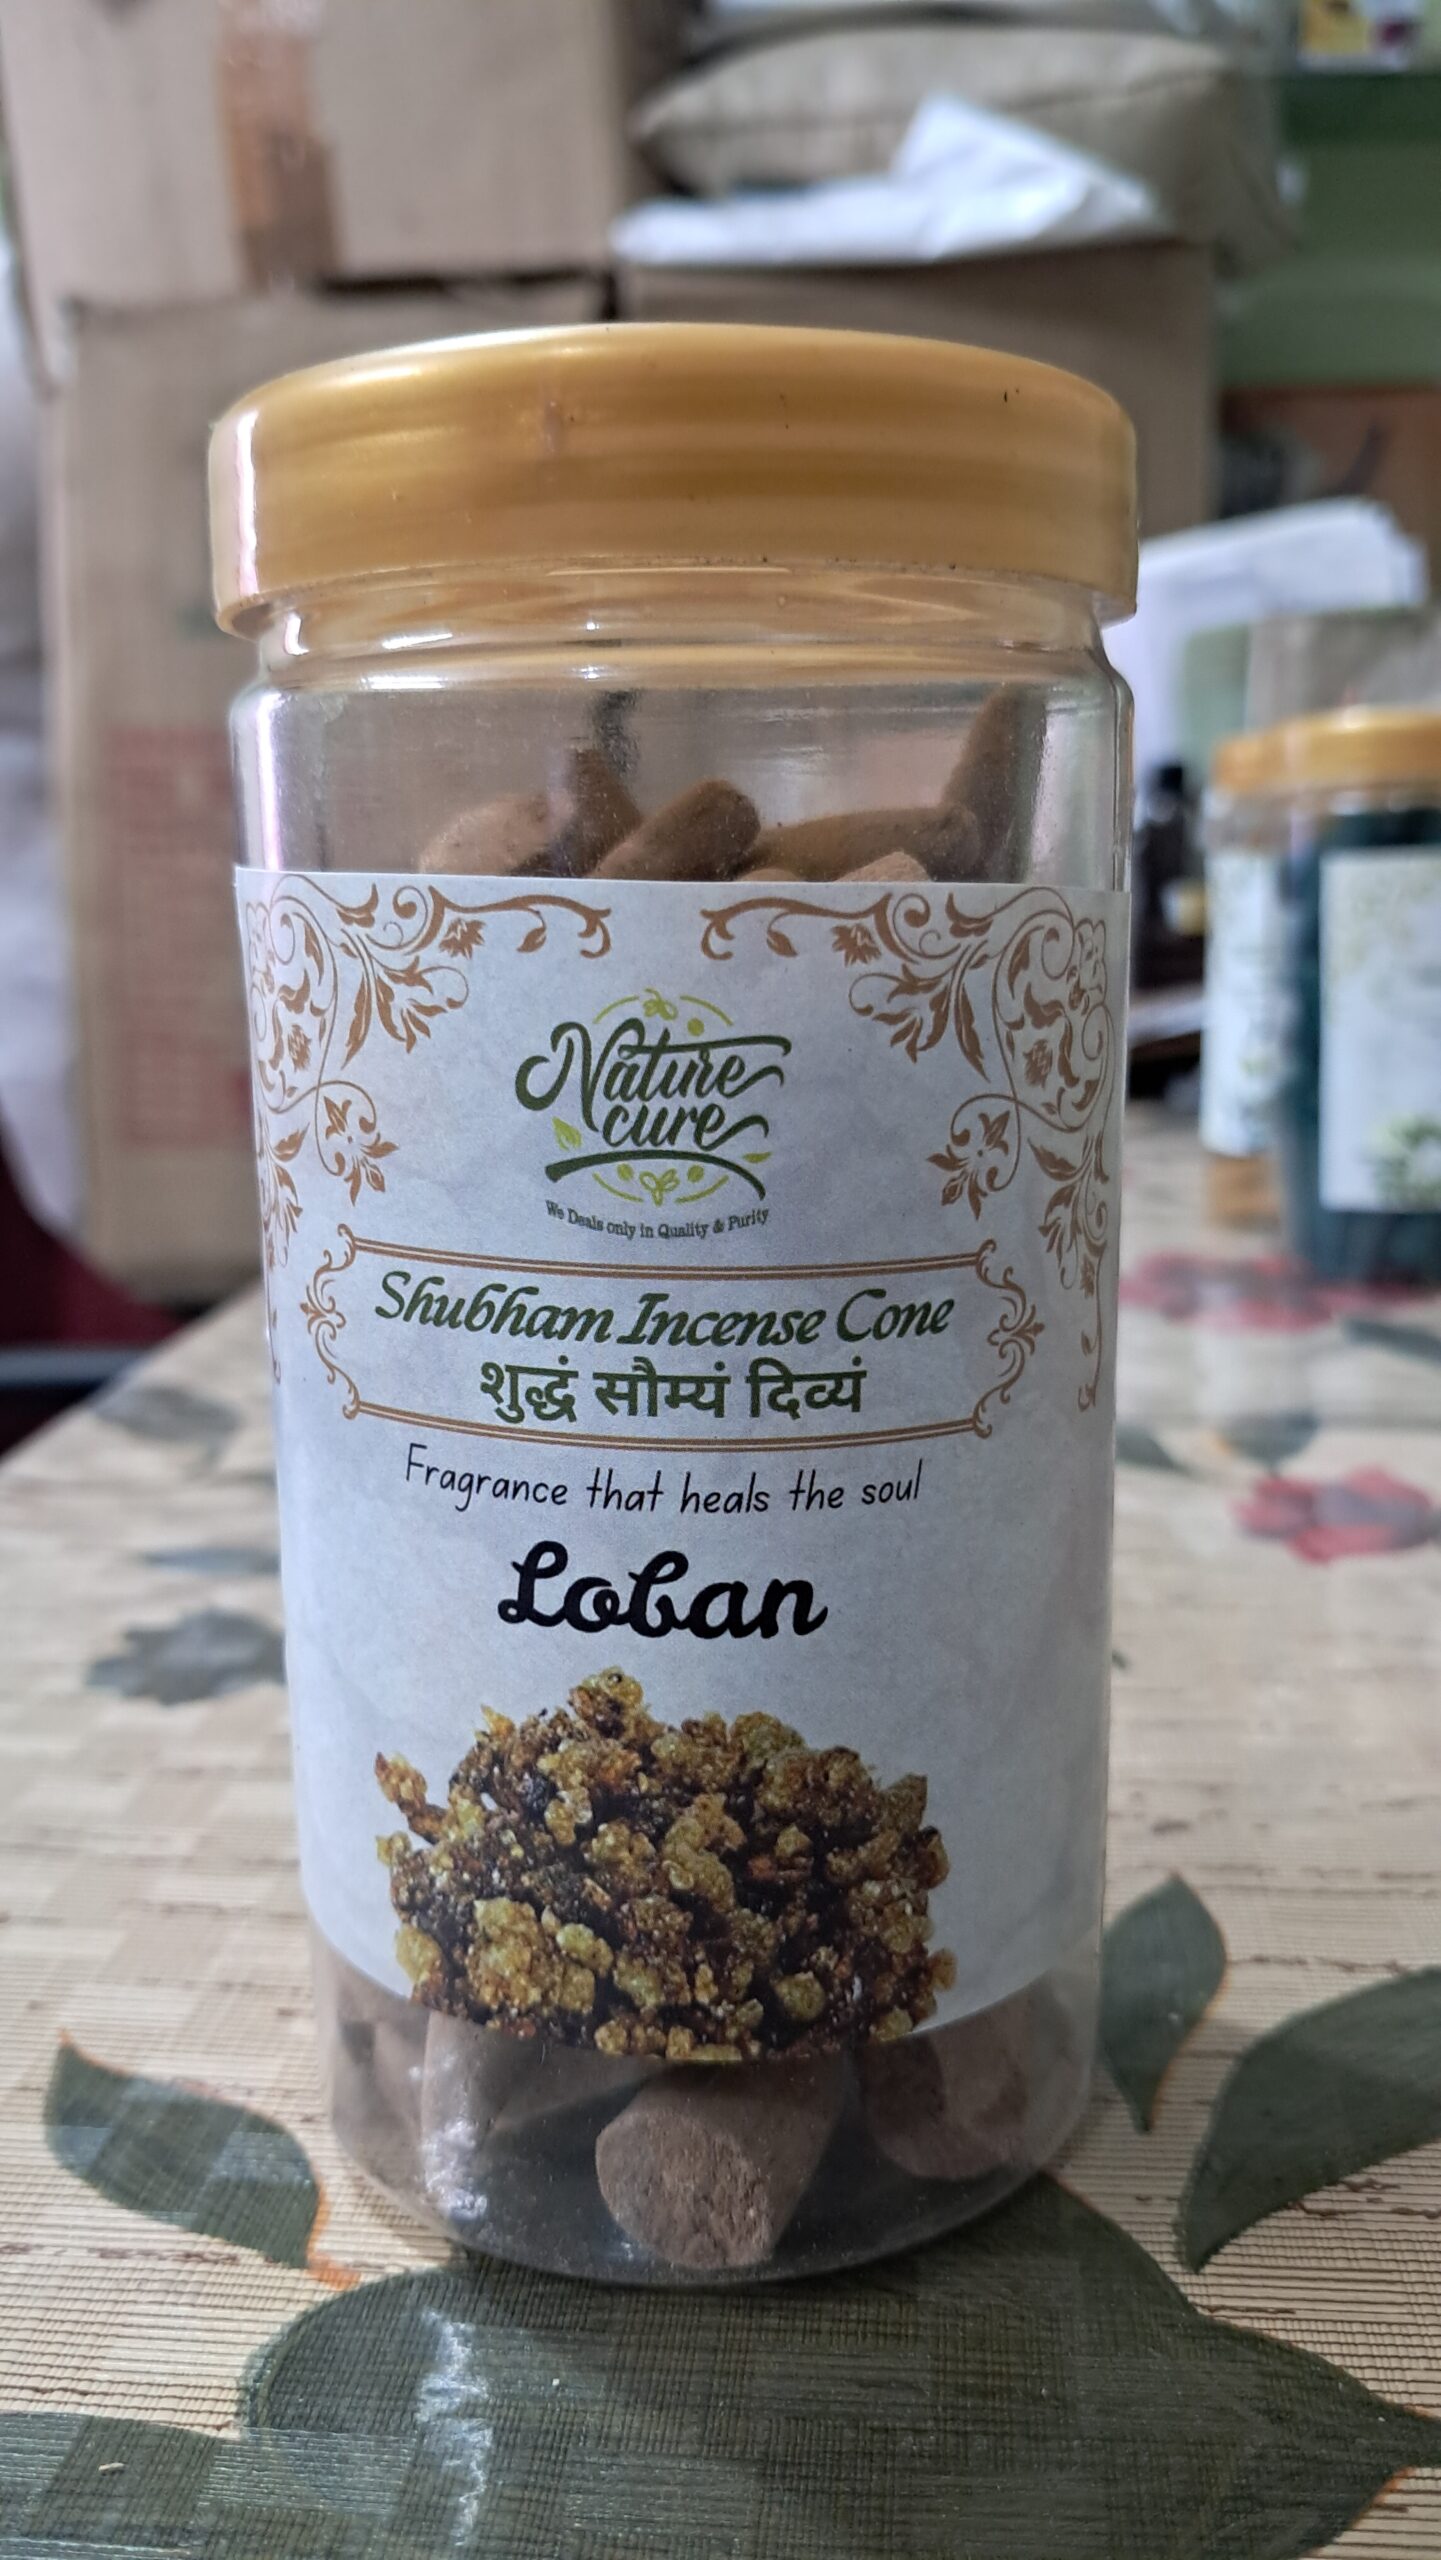 Nature
cure
We Deals only in Quality & Purity
Shubham Incense Cone
शुद्धं सौम्यं दिव्यं
Fragrance that heals the soul
Loban